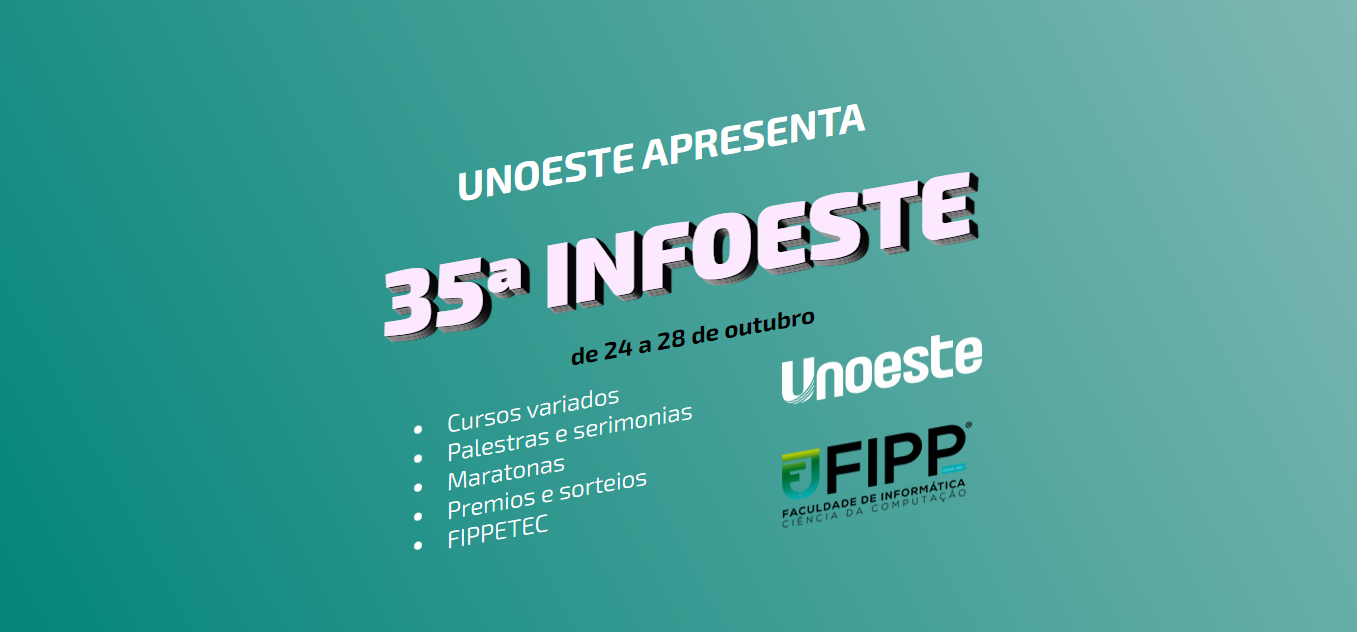 UNOESTE APRESENTA
35ª INFOESTE
de 24 a 28 de outubro
Cursos variados
Palestras e serimonias
Maratonas
Premios e sorteios
FIPPETEC
Unoeste
FIPP®
FACULDADE DE INFORMÁTICA
CIÊNCIA DA COMPUTAÇÃO